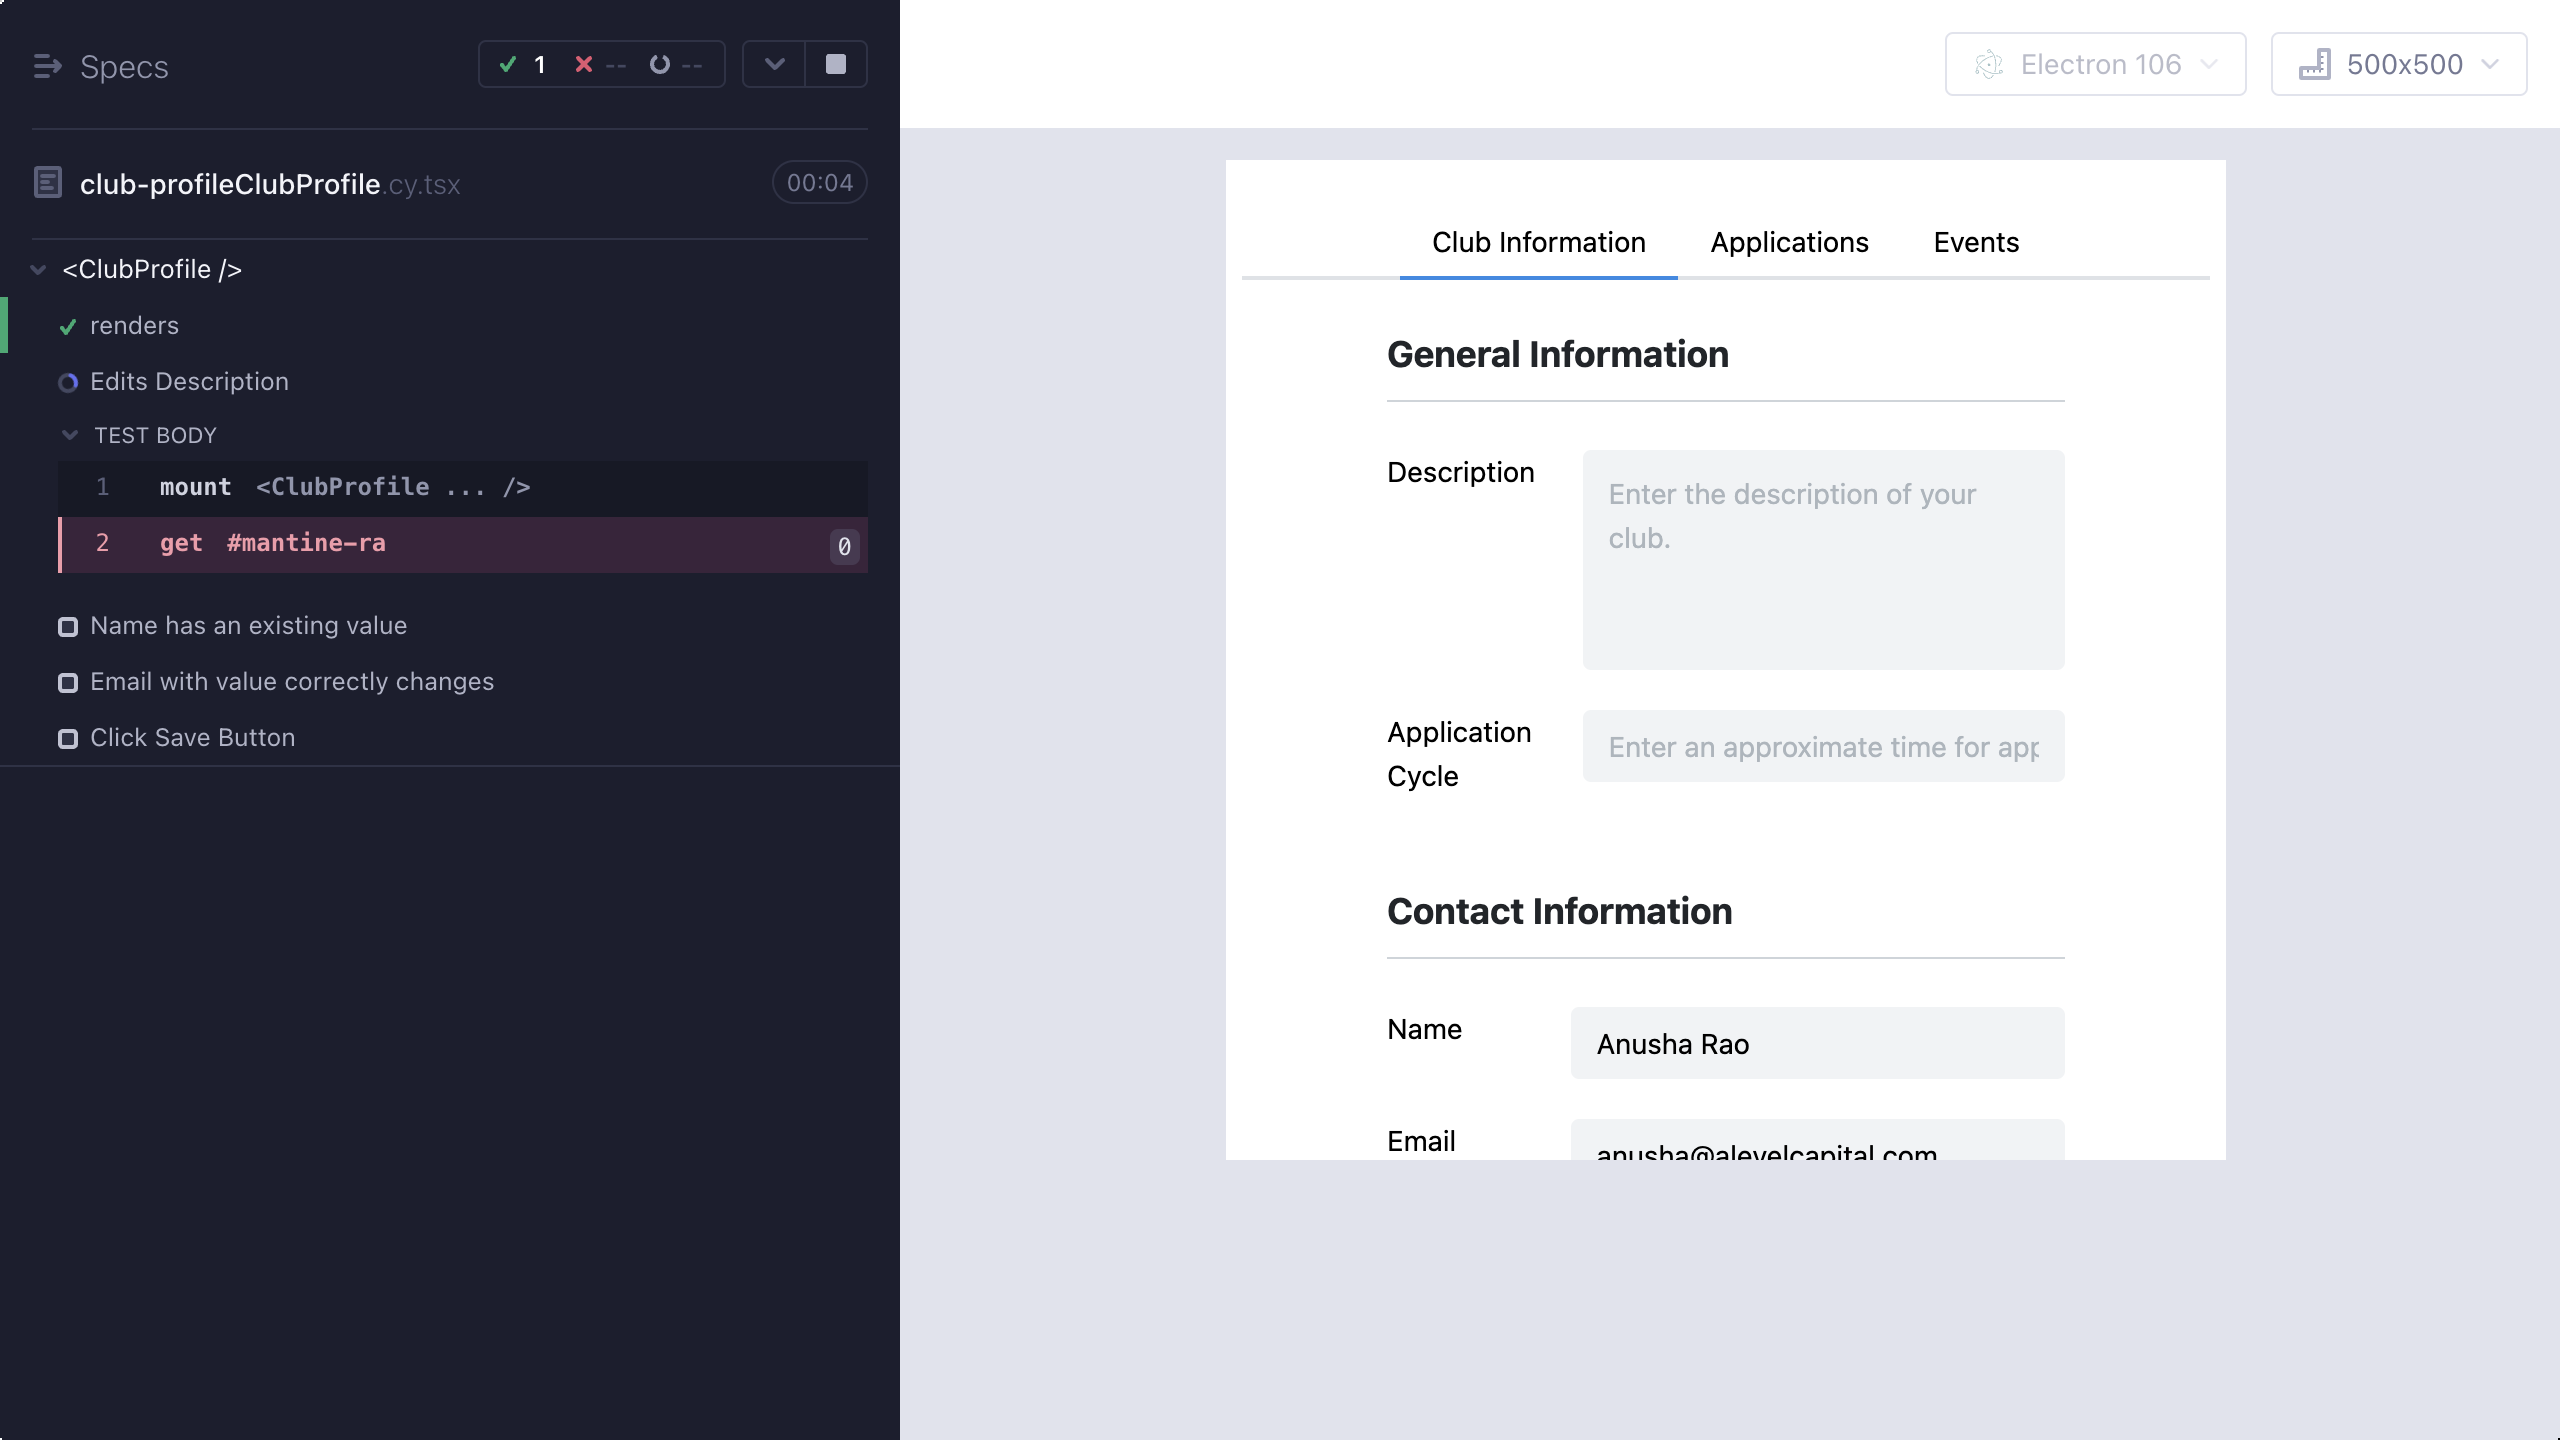 Specs
1 -- --
club-profileClubProfile.cy.tsx 00:04
<ClubProfile />
renders
Edits Description
TEST BODY
1 mount <ClubProfile ... />
2 get #mantine-ra 0
Name has an existing value
Email with value correctly changes
Click Save Button
Electron 106
500x500
Club Information Applications Events
General Information
Description
Enter the description of your
club.
Application
Cycle
Enter an approximate time for app
Contact Information
Name
Anusha Rao
Email
anusha@alevelcapital.com